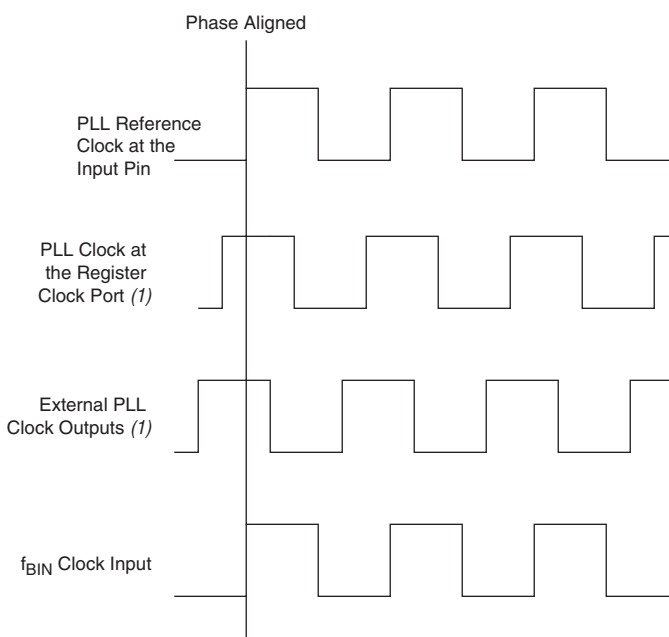 Phase Aligned
PLL Reference
Clock at the
Input Pin
PLL Clock at
the Register
Clock Port (1)
External PLL
Clock Outputs (1)
fBIN Clock Input